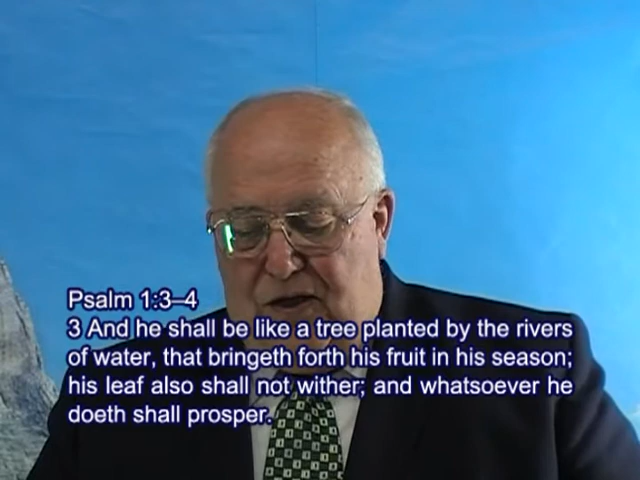 Psalm 1:3–4
3 And he shall be like a tree planted by the rivers
of water, that bringeth forth his fruit in his season;
his leaf also shall not wither; and whatsoever he
doeth shall prosper.